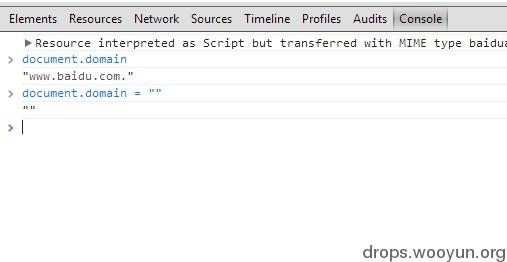 Elements Resources Network Sources Timeline Profiles Audits Console
Resource interpreted as Script but transferred with MIME type baidua
document.domain
"www.baidu.com."
document.domain = ""
""
drops.wooyun.org